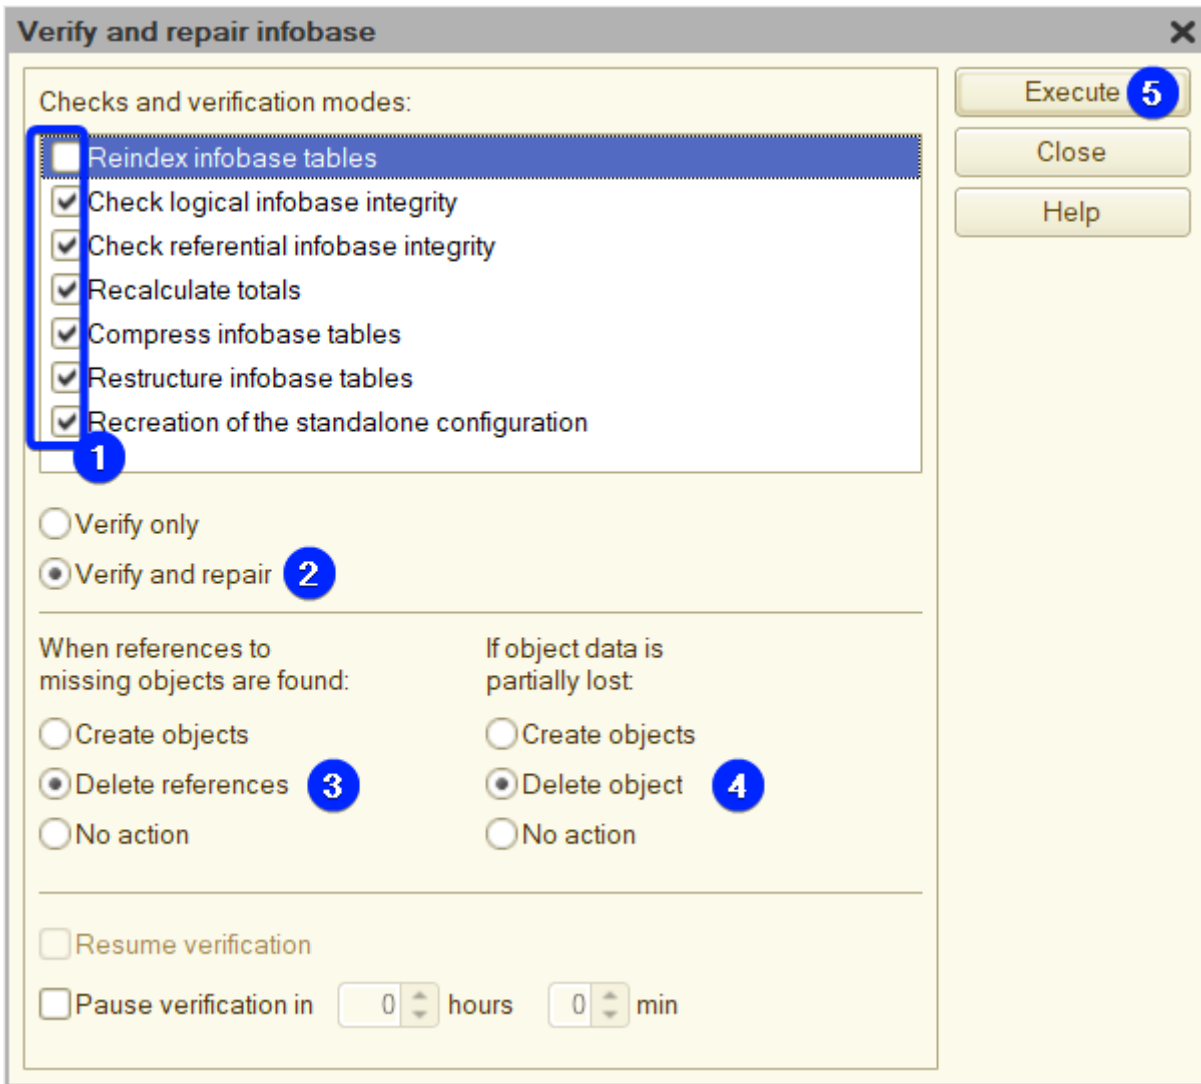 Verify and repair infobase
Checks and verification modes:
Reindex infobase tables
Check logical infobase integrity
Check referential infobase integrity
Recalculate totals
Compress infobase tables
Restructure infobase tables
Recreation of the standalone configuration
1
Verify only
Verify and repair 2
When references to
missing objects are found:
Create objects
Delete references 3
No action
If object data is
partially lost:
Create objects
Delete object 4
No action
Resume verification
Pause verification in 0 hours 0 min
Execute 5
Close
Help